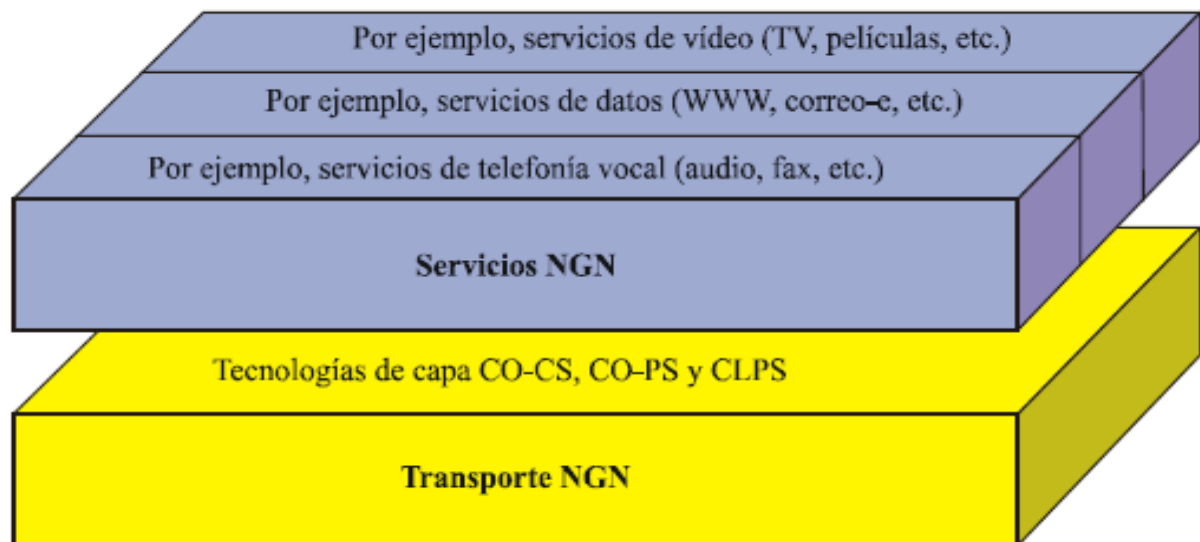 Por ejemplo, servicios de vídeo (TV, películas, etc.)
Por ejemplo, servicios de datos (WWW, correo-e, etc.)
Por ejemplo, servicios de telefonía vocal (audio, fax, etc.)
Servicios NGN
Tecnologías de capa CO-CS, CO-PS y CLPS
Transporte NGN